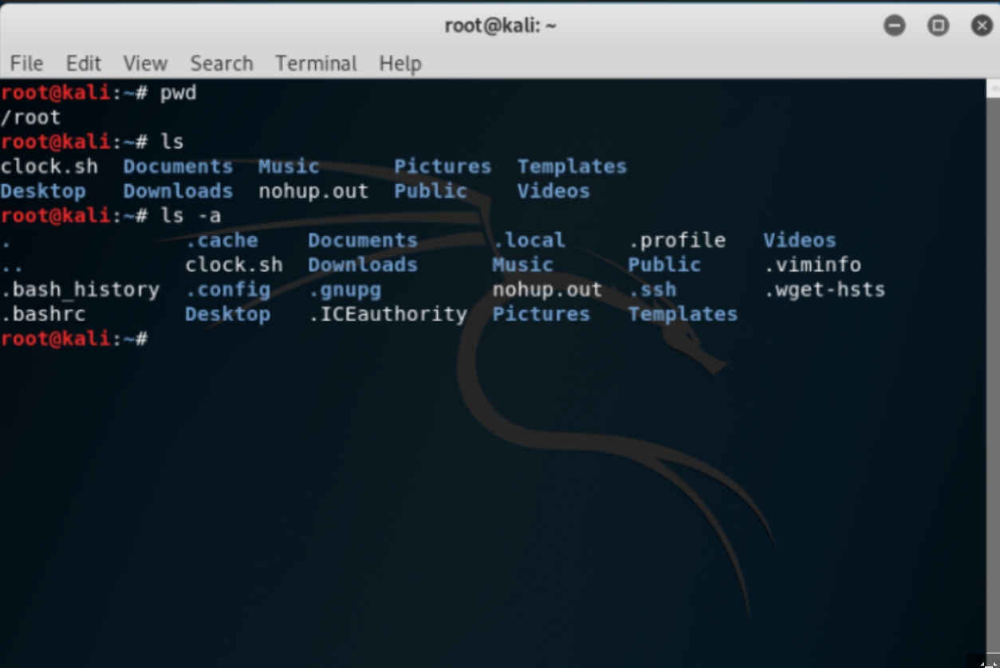 root@kali: ~
File Edit View Search Terminal Help
root@kali:~# pwd
/root
root@kali:~# ls
clock.sh Documents Music Pictures Templates
Desktop Downloads nohup.out Public Videos
root@kali:~# ls -a
. .cache Documents .local .profile Videos
.. clock.sh Downloads Music Public .viminfo
.bash_history .config .gnupg nohup.out .ssh .wget-hsts
.bashrc Desktop .ICEauthority Pictures Templates
root@kali:~#